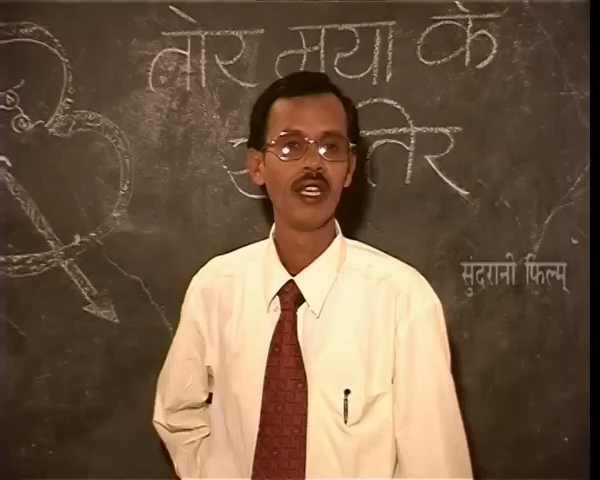 तोर मया के
खातिर
सुंदरानी फिल्म्